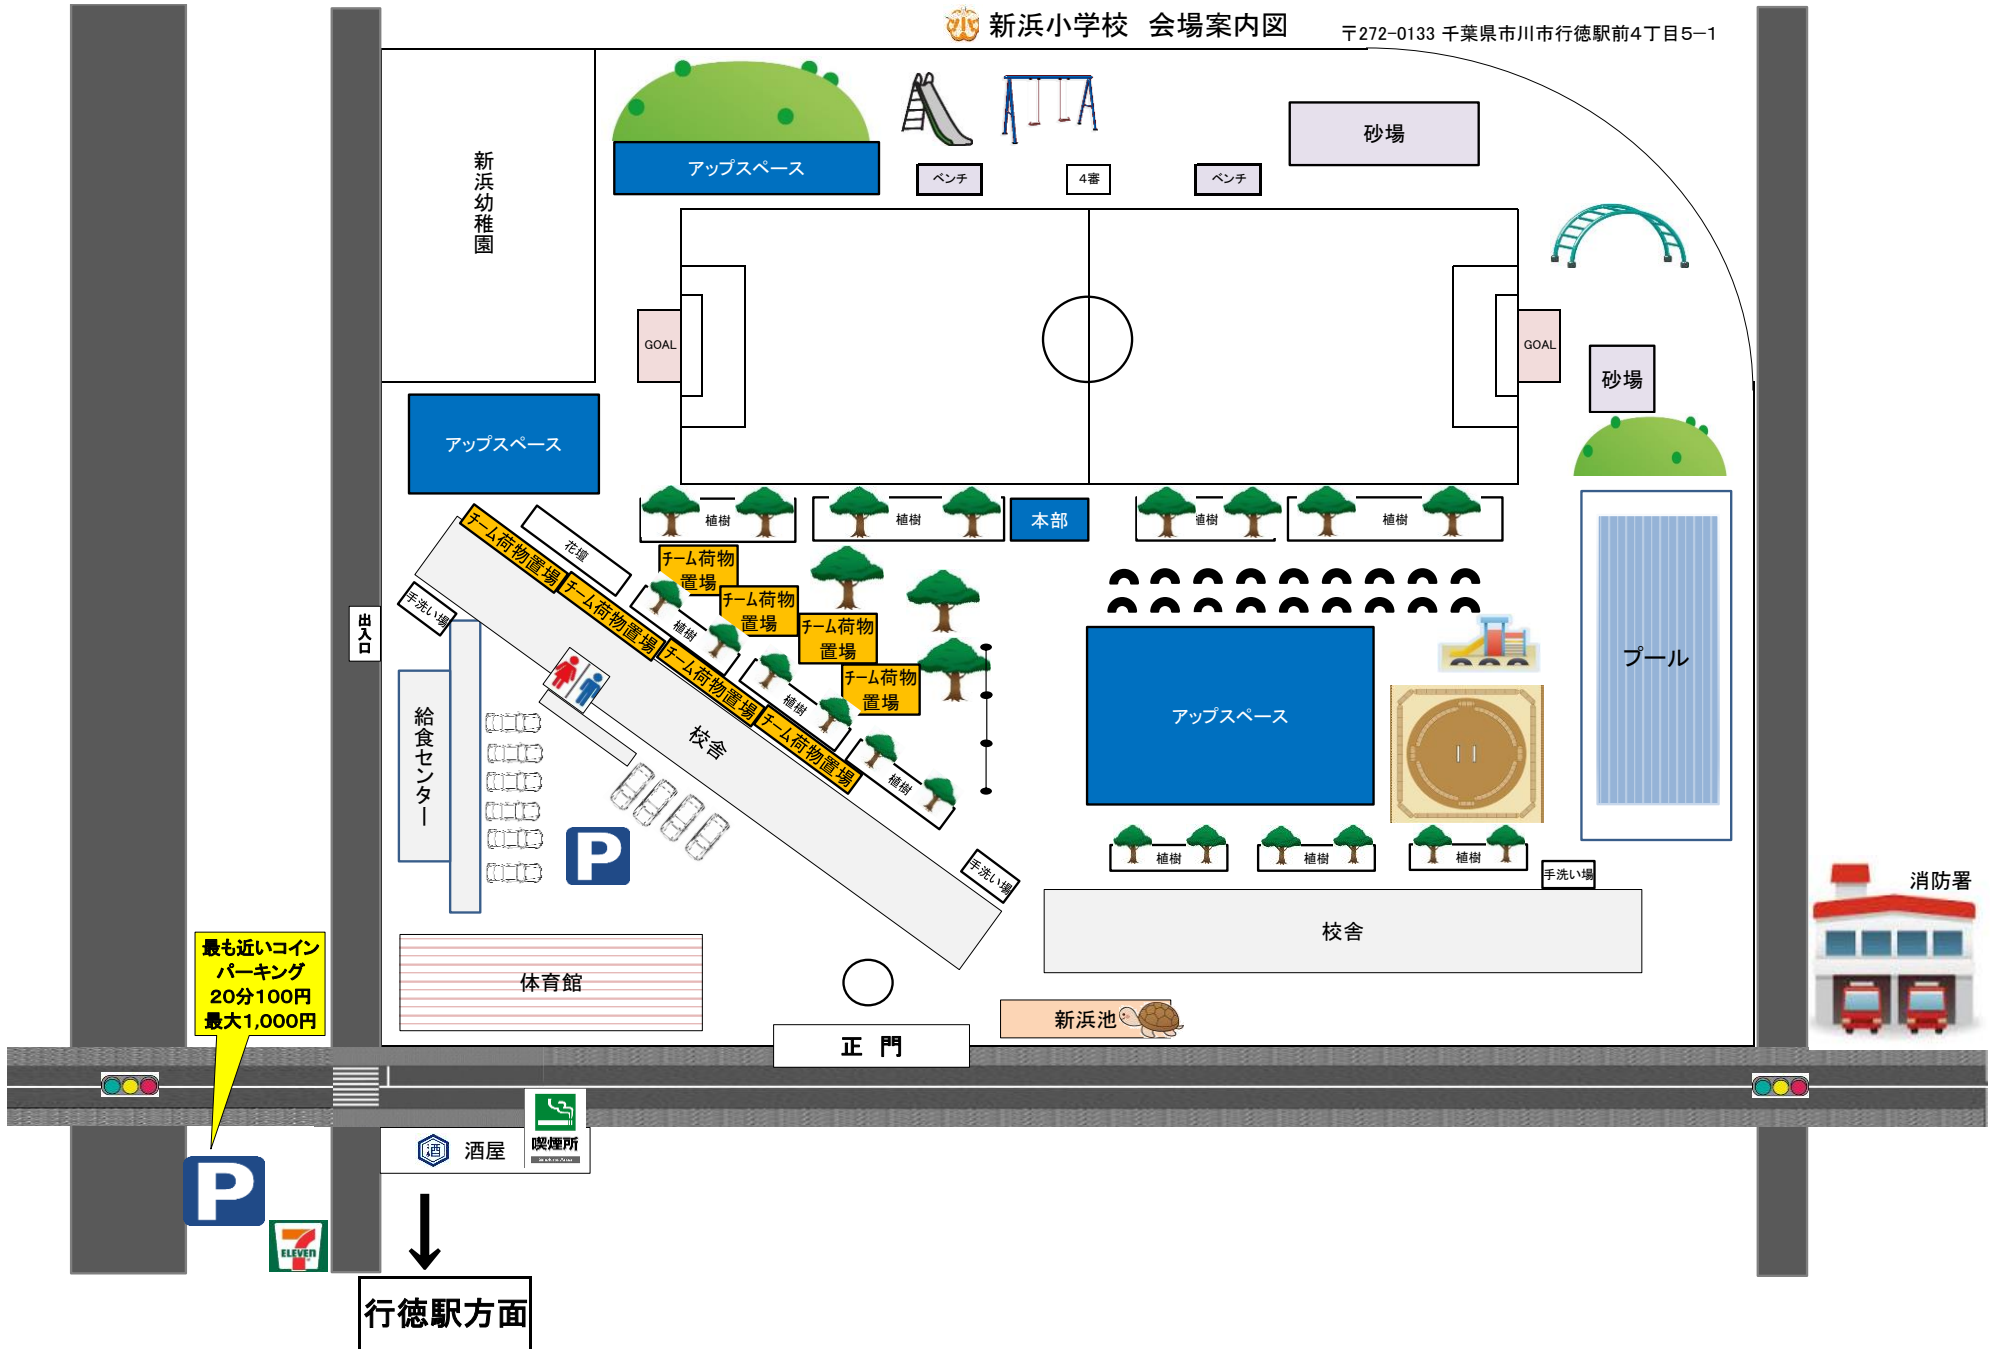 新浜小学校　会場案内図
〒272-0133 千葉県市川市行徳駅前4丁目5−1
新浜幼稚園
アップスペース
ベンチ
4審
ベンチ
砂場
GOAL
GOAL
砂場
アップスペース
植樹
植樹
本部
植樹
植樹
花壇
チーム荷物置場
チーム荷物置場
チーム荷物置場
チーム荷物置場
チーム荷物
置場
チーム荷物
置場
チーム荷物
置場
チーム荷物
置場
植樹
植樹
植樹
手洗い場
出入口
給食センター
校舎
アップスペース
プール
P
手洗い場
植樹
植樹
植樹
手洗い場
校舎
消防署
体育館
新浜池
正　門
最も近いコイン
パーキング
20分100円
最大1,000円
酒
酒屋
喫煙所
P
7
ELEVEN
行徳駅方面